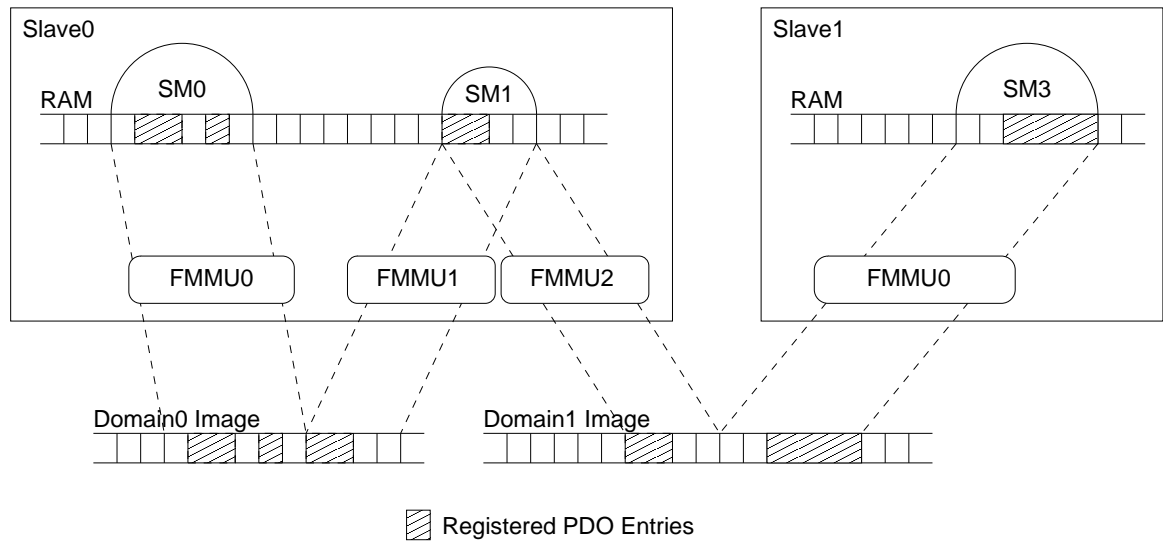 Slave0
Slave1
SM0
SM1
SM3
RAM
RAM
FMMU0
FMMU1
FMMU2
FMMU0
Domain0 Image
Domain1 Image
Registered PDO Entries